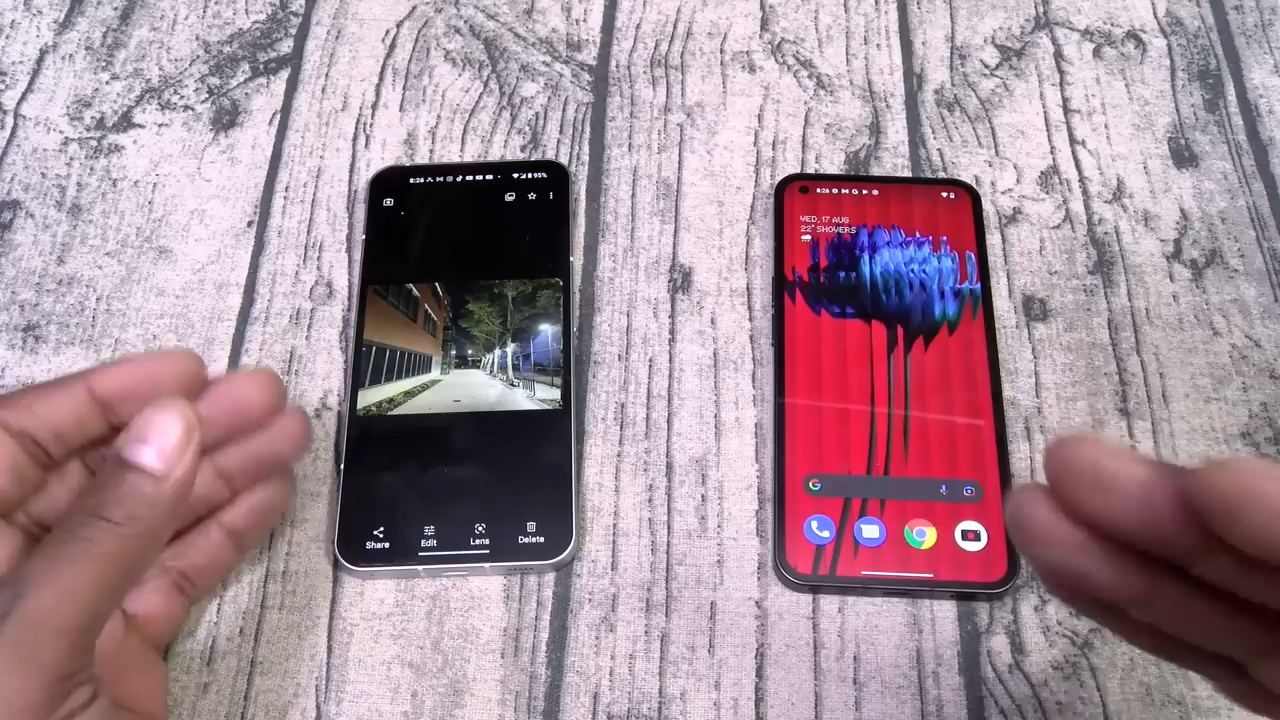 8:26
95%
Share
Edit
Lens
Delete
8:26
WED, 17 AUG
22° SHOWERS